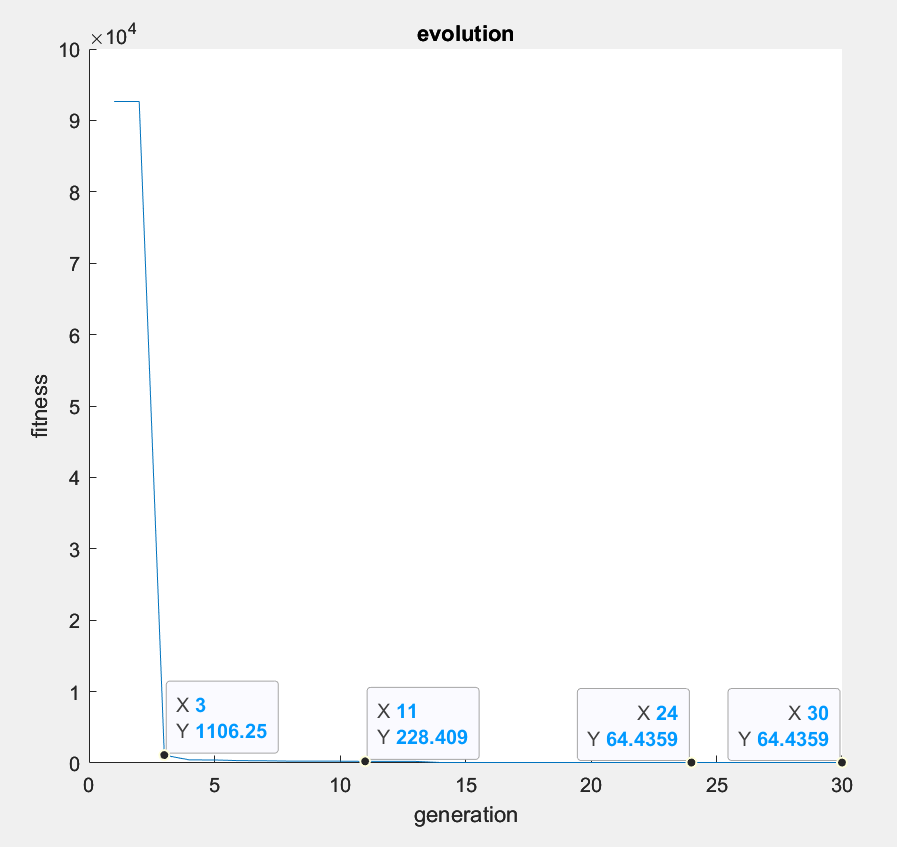 evolution
×10⁴
10
9
8
7
6
5
4
3
2
1
0
fitness
X 3
Y 1106.25
X 11
Y 228.409
X 24
Y 64.4359
X 30
Y 64.4359
0 5 10 15 20 25 30
generation